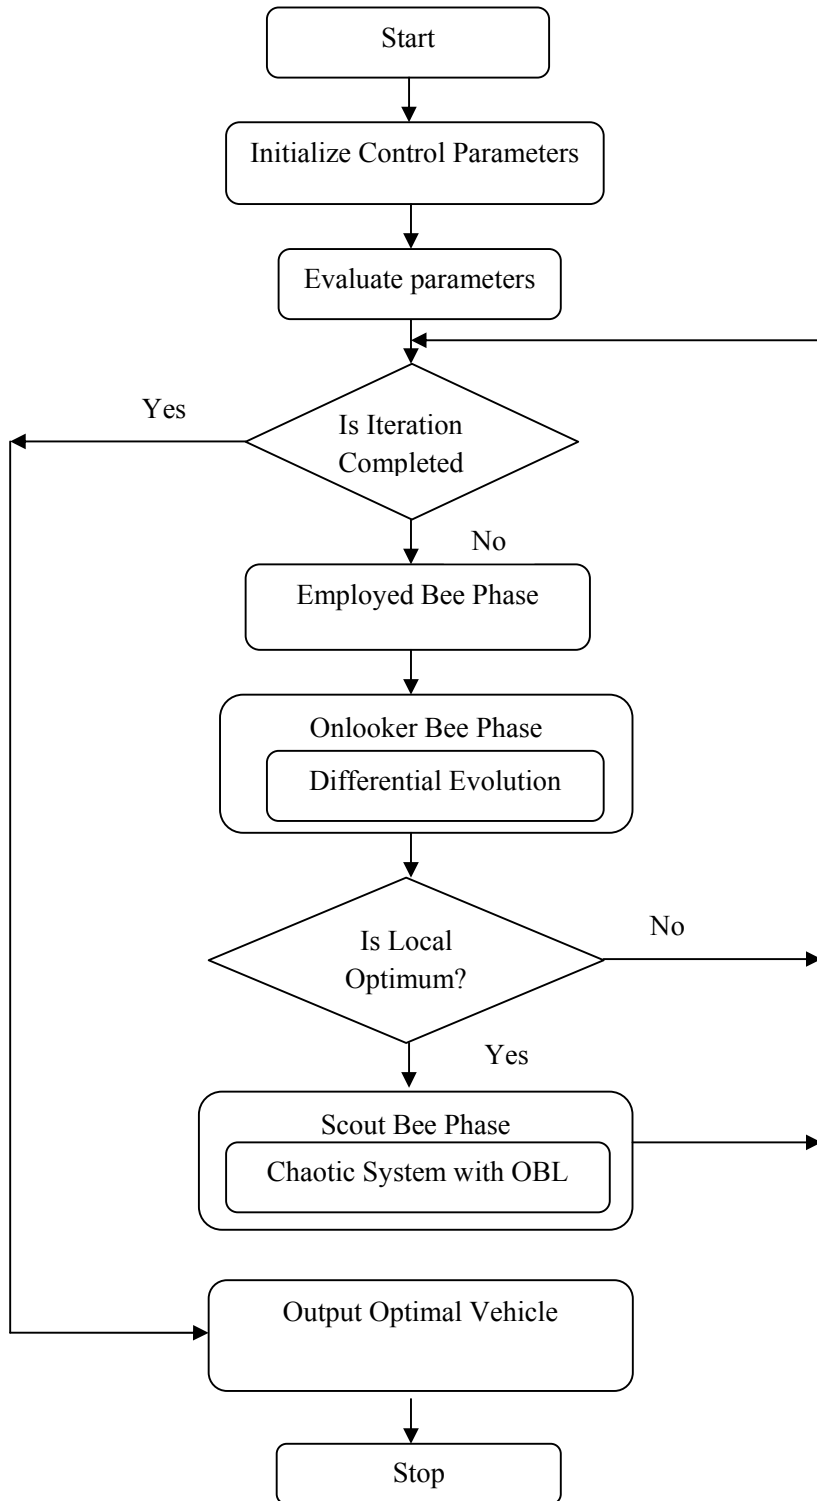 Start
Initialize Control Parameters
Evaluate parameters
Yes
Is Iteration
Completed
No
Employed Bee Phase
Onlooker Bee Phase
Differential Evolution
Is Local
Optimum?
No
Yes
Scout Bee Phase
Chaotic System with OBL
Output Optimal Vehicle
Stop